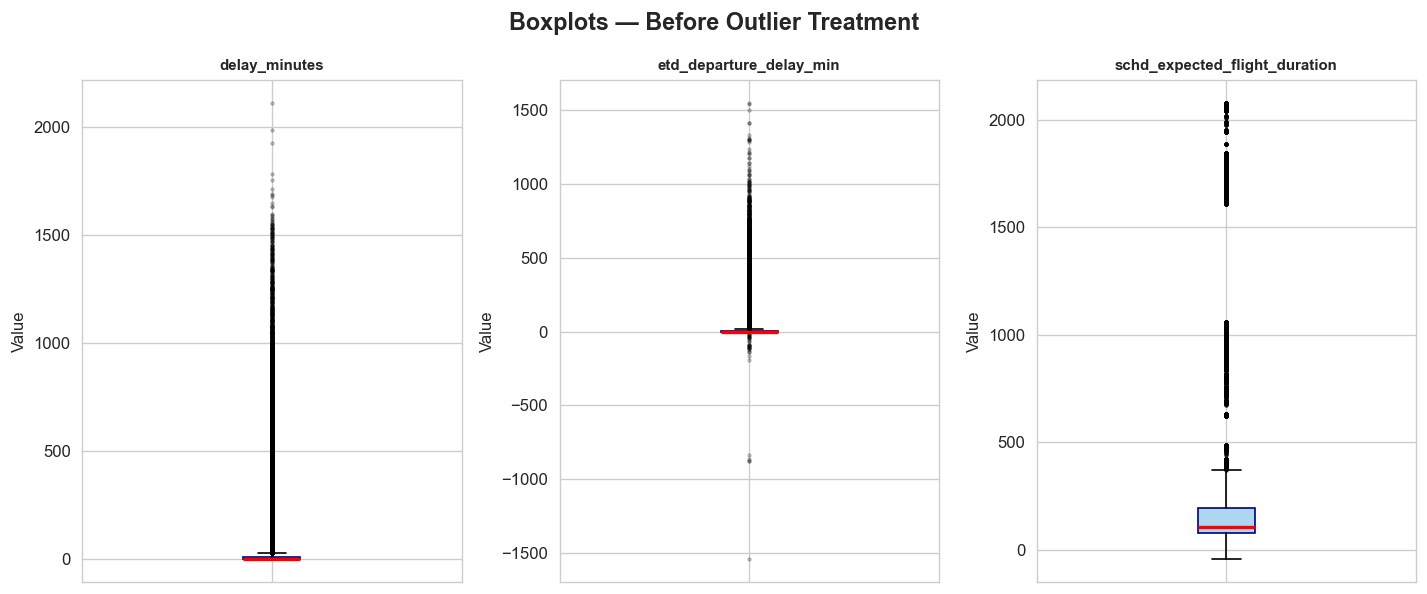 Boxplots — Before Outlier Treatment
delay_minutes
Value
2000
1500
1000
500
0
etd_departure_delay_min
Value
1500
1000
500
0
−500
−1000
−1500
schd_expected_flight_duration
Value
2000
1500
1000
500
0